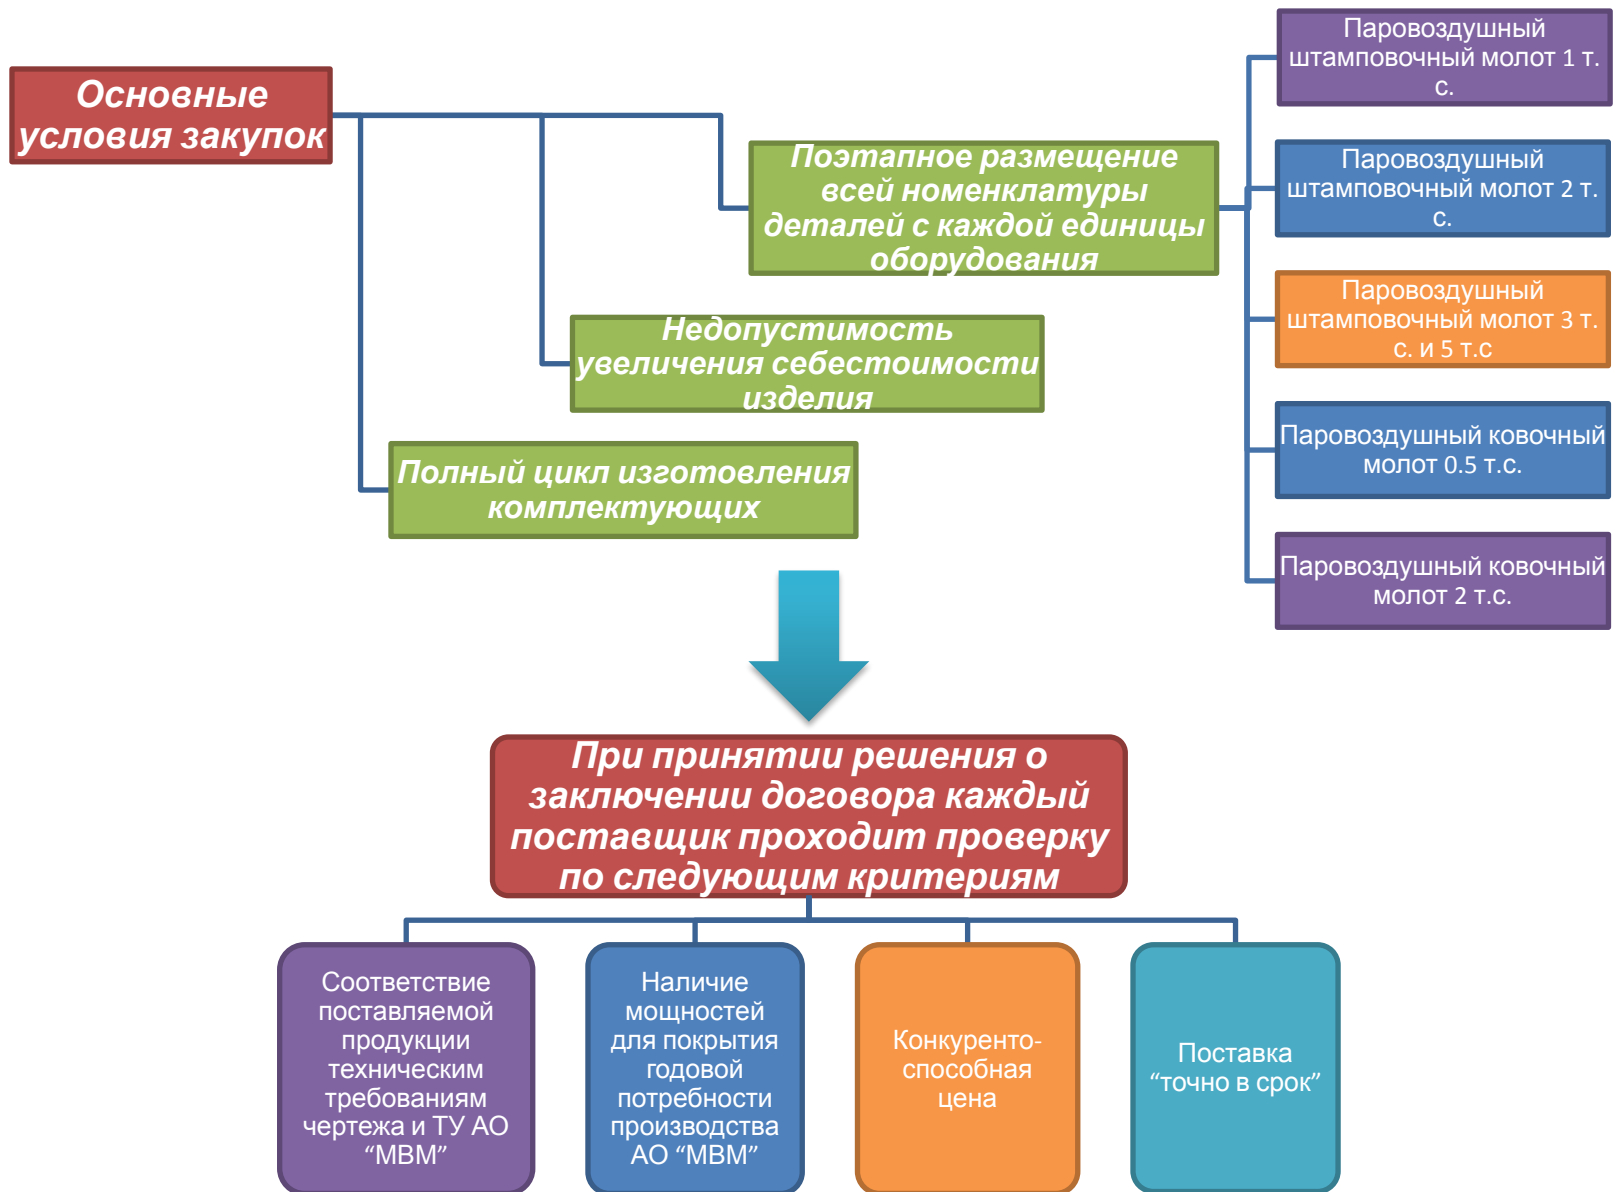 Основные
условия закупок
Поэтапное размещение
всей номенклатуры
деталей с каждой единицы
оборудования
Недопустимость
увеличения себестоимости
изделия
Полный цикл изготовления
комплектующих
Паровоздушный
штамповочный молот 1 т.
с.
Паровоздушный
штамповочный молот 2 т.
с.
Паровоздушный
штамповочный молот 3 т.
с. и 5 т.с
Паровоздушный ковочный
молот 0.5 т.с.
Паровоздушный ковочный
молот 2 т.с.
При принятии решения о
заключении договора каждый
поставщик проходит проверку
по следующим критериям
Соответствие
поставляемой
продукции
техническим
требованиям
чертежа и ТУ АО
“МВМ”
Наличие
мощностей
для покрытия
годовой
потребности
производства
АО “МВМ”
Конкуренто-
способная
цена
Поставка
“точно в срок”